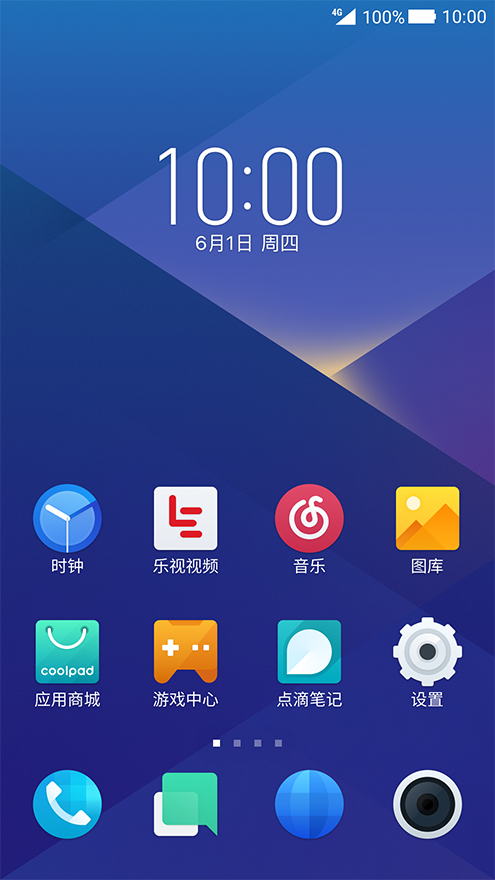 4G 100% 10:00
10:00
6月1日 周四
时钟 乐视视频 音乐 图库
coolpad
应用商城 游戏中心 点滴笔记 设置